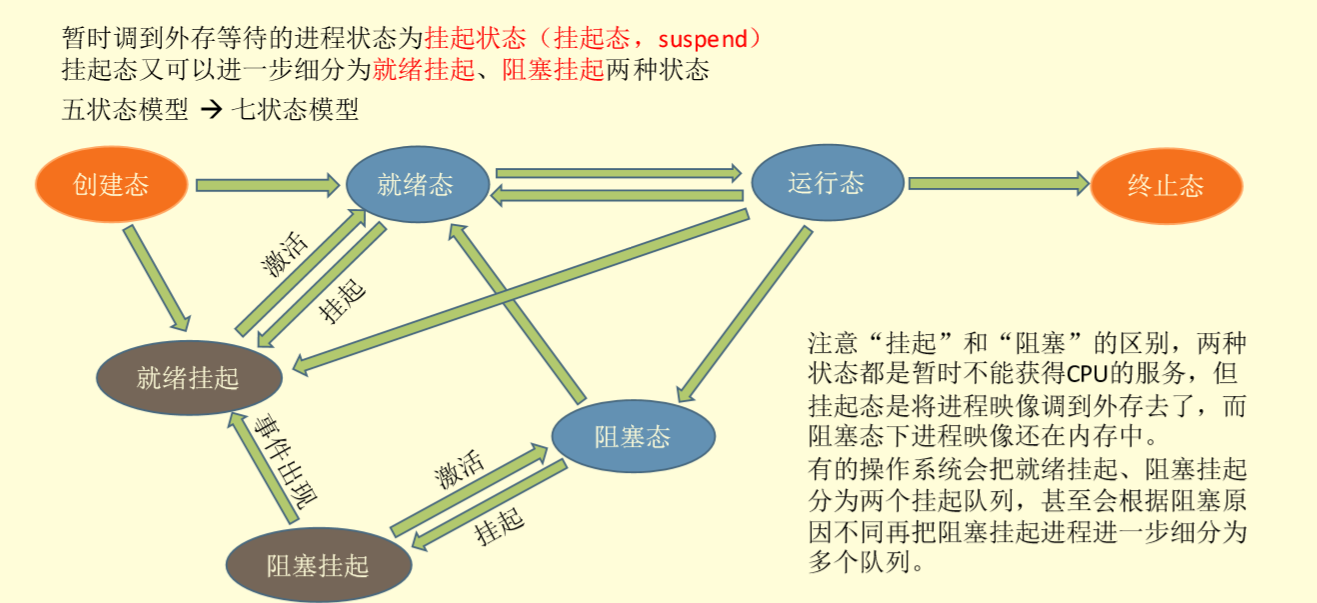 暂时调到外存等待的进程状态为挂起状态（挂起态，suspend）
挂起态又可以进一步细分为就绪挂起、阻塞挂起两种状态
五状态模型 → 七状态模型
创建态
就绪态
运行态
终止态
激活
挂起
就绪挂起
事件出现
阻塞态
激活
挂起
阻塞挂起
注意“挂起”和“阻塞”的区别，两种
状态都是暂时不能获得CPU的服务，但
挂起态是将进程映像调到外存去了，而
阻塞态下进程映像还在内存中。
有的操作系统会把就绪挂起、阻塞挂起
分为两个挂起队列，甚至会根据阻塞原
因不同再把阻塞挂起进程进一步细分为
多个队列。